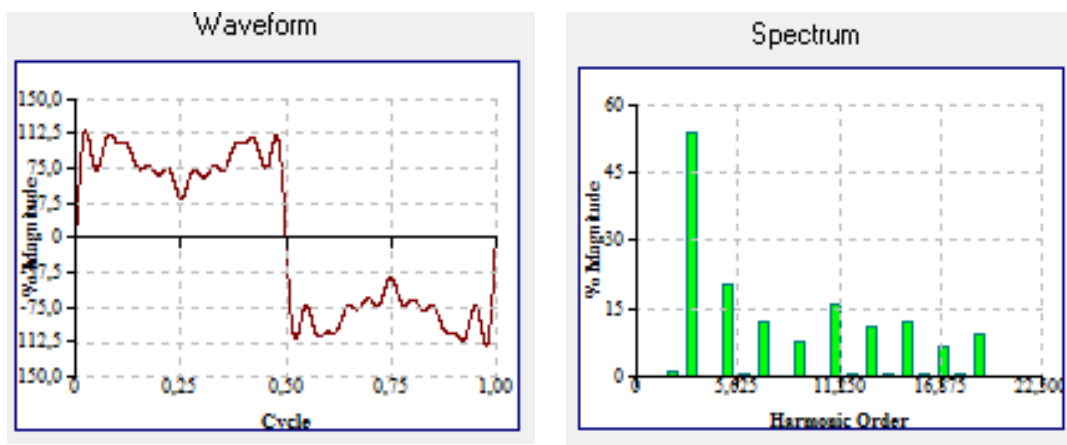 Waveform
150,0
112,5
75,0
37,5
0
-37,5
-75,0
112,5
150,0
% Magnitude
0 0,25 0,50 0,75 1,00
Cycle
Spectrum
60
45
30
15
0
% Magnitude
0 5,625 11,250 16,875 22,500
Harmonic Order